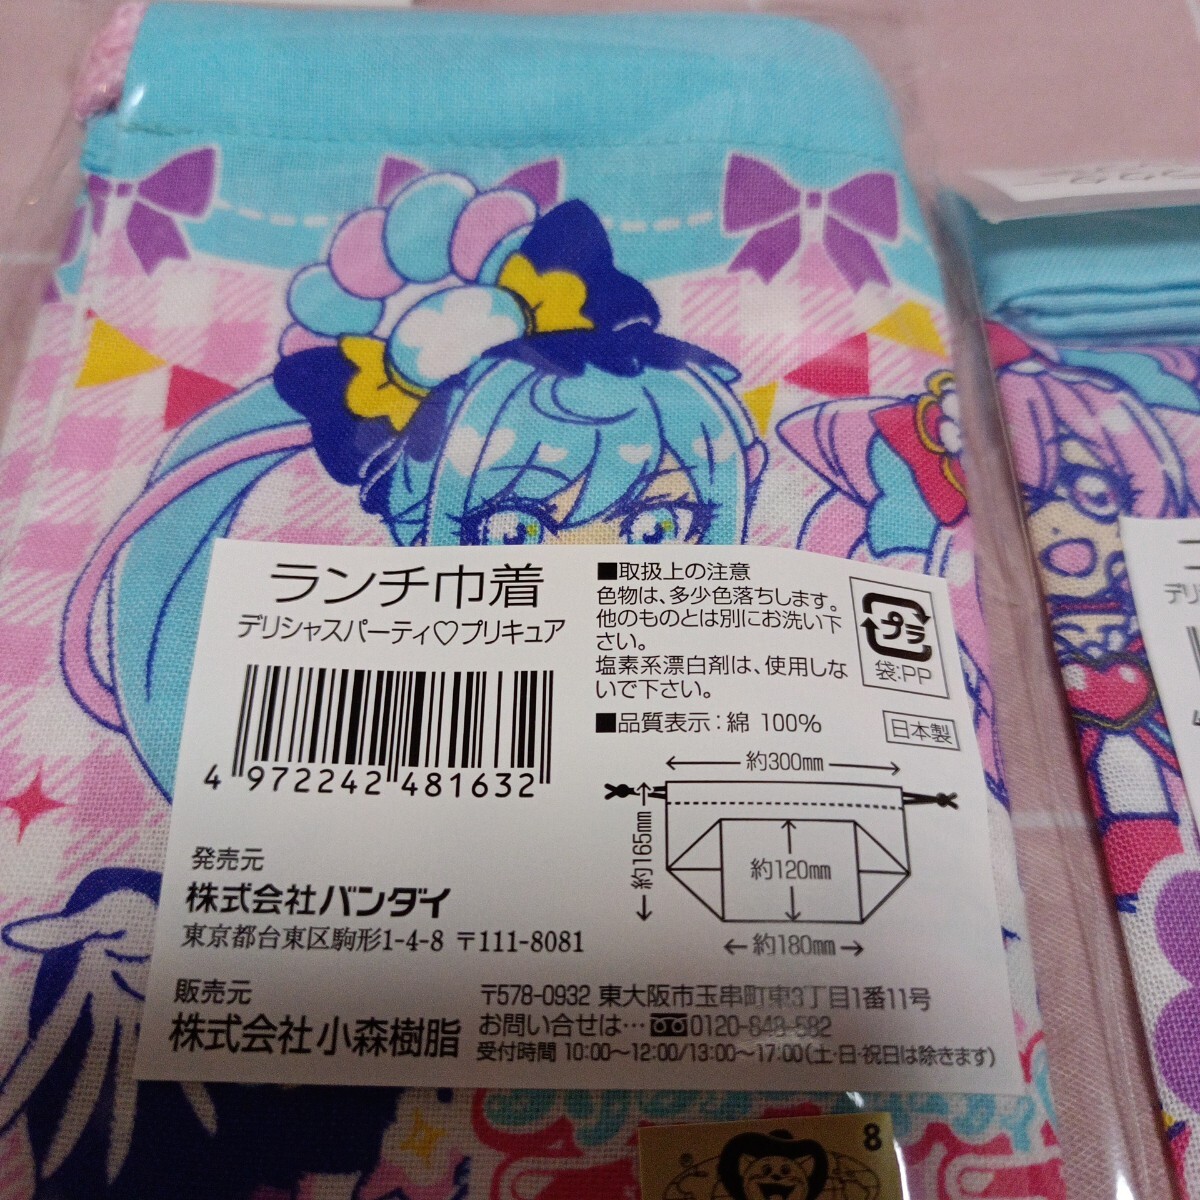 ランチ巾着
デリシャスパーティ♡プリキュア
4 972242 481632
■取扱上の注意
色物は、多少色落ちします。
他のものとは別にお洗い下
さい。
塩素系漂白剤は、使用しな
いで下さい。
■品質表示：綿 100%
プラ
袋:PP
日本製
約300mm
約165mm
約120mm
約180mm
発売元
株式会社バンダイ
東京都台東区駒形1-4-8 〒111-8081
販売元
株式会社小森樹脂
〒578-0932 東大阪市玉串町東3丁目1番11号
お問い合せは…0120-848-582
受付時間 10:00～12:00/13:00～17:00(土・日・祝日は除きます)
8
デリ